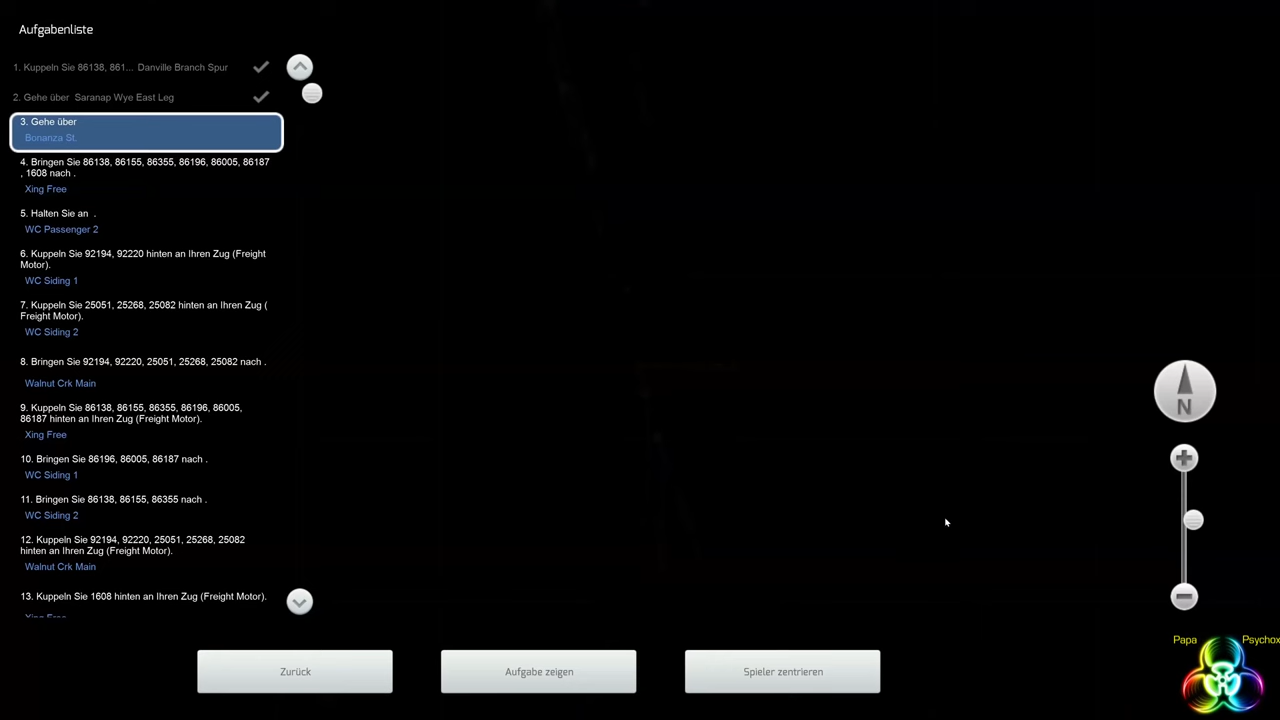 Aufgabenliste
1. Kuppeln Sie 86138, 861... Danville Branch Spur
2. Gehe über Saranap Wye East Leg
3. Gehe über
Bonanza St.
4. Bringen Sie 86138, 86155, 86355, 86196, 86005, 86187
, 1608 nach .
Xing Free
5. Halten Sie an .
WC Passenger 2
6. Kuppeln Sie 92194, 92220 hinten an Ihren Zug (Freight
Motor).
WC Siding 1
7. Kuppeln Sie 25051, 25268, 25082 hinten an Ihren Zug (
Freight Motor).
WC Siding 2
8. Bringen Sie 92194, 92220, 25051, 25268, 25082 nach .
Walnut Crk Main
9. Kuppeln Sie 86138, 86155, 86355, 86196, 86005,
86187 hinten an Ihren Zug (Freight Motor).
Xing Free
10. Bringen Sie 86196, 86005, 86187 nach .
WC Siding 1
11. Bringen Sie 86138, 86155, 86355 nach .
WC Siding 2
12. Kuppeln Sie 92194, 92220, 25051, 25268, 25082
hinten an Ihren Zug (Freight Motor).
Walnut Crk Main
13. Kuppeln Sie 1608 hinten an Ihren Zug (Freight Motor).
Xing Free
N
Zurück
Aufgabe zeigen
Spieler zentrieren
Papa Psychox